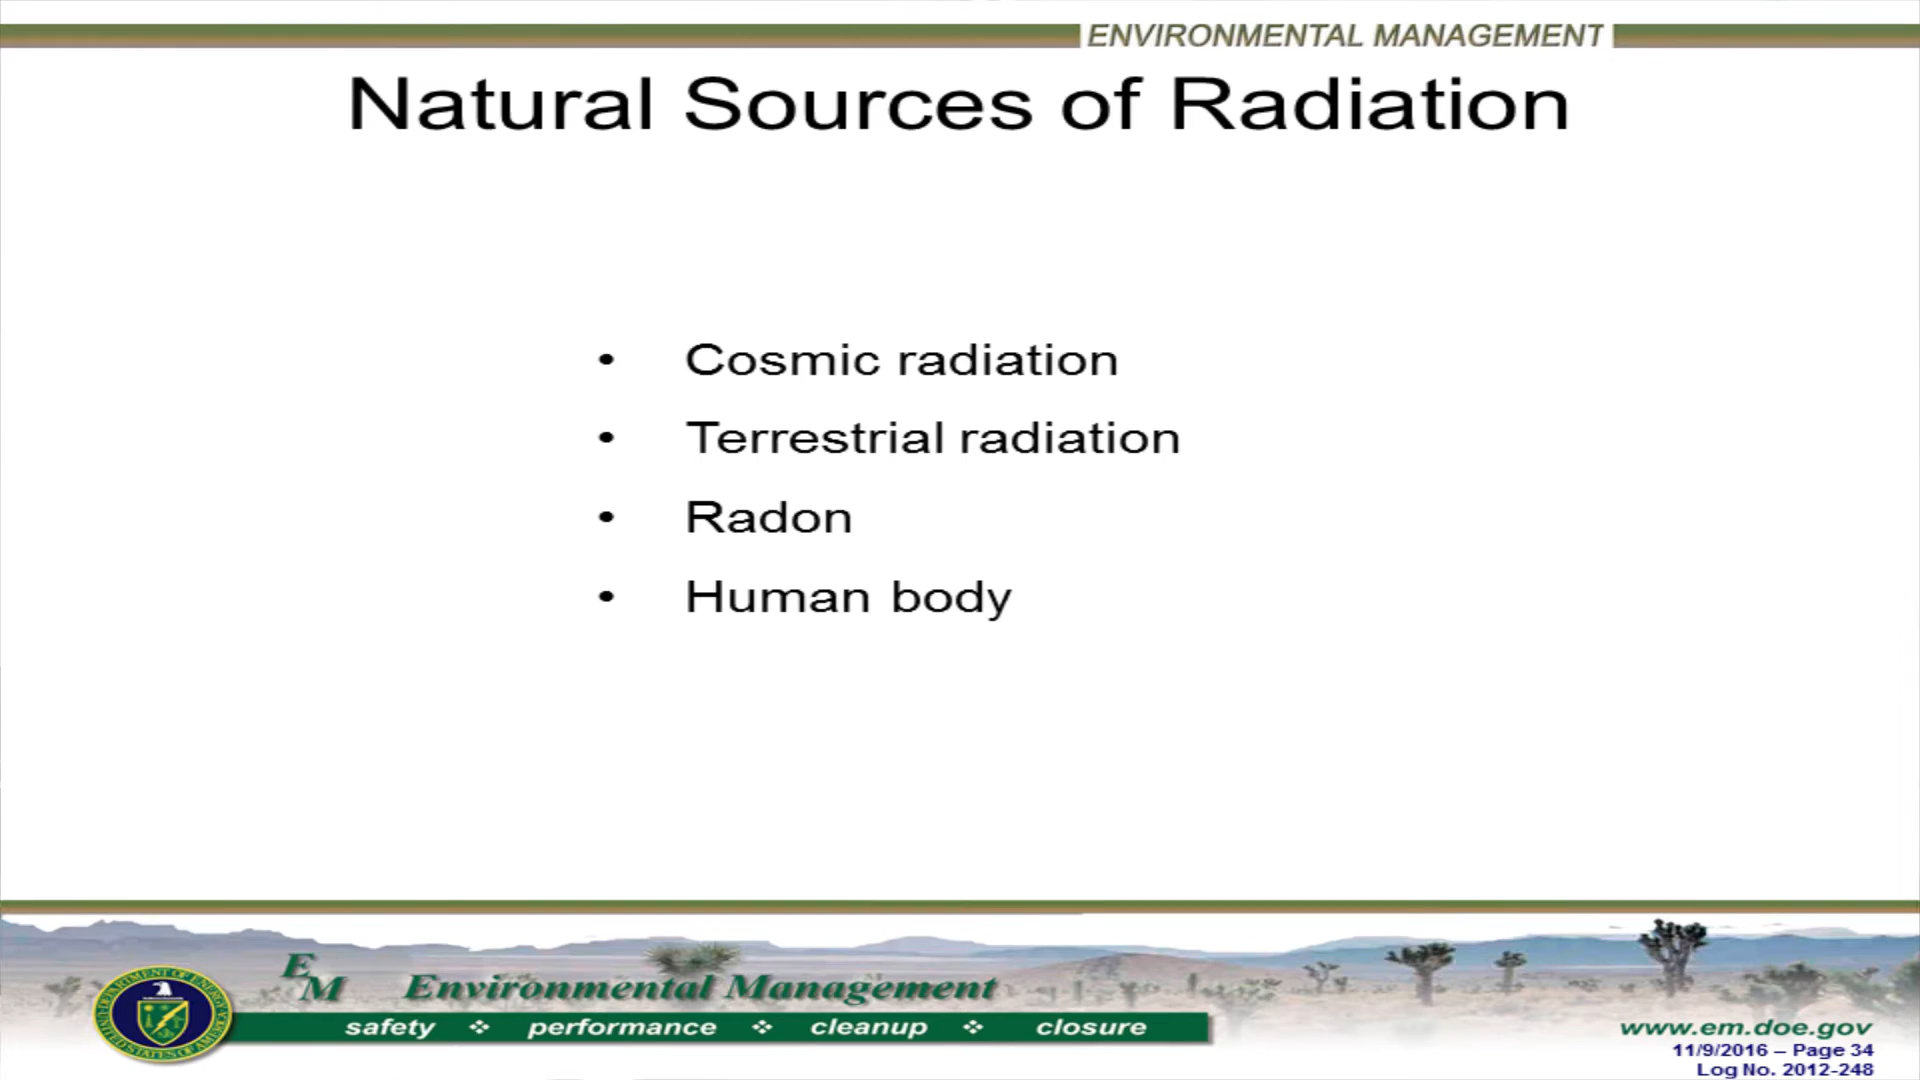 ENVIRONMENTAL MANAGEMENT
Natural Sources of Radiation
• Cosmic radiation
• Terrestrial radiation
• Radon
• Human body
EM Environmental Management
safety ❖ performance ❖ cleanup ❖ closure
www.em.doe.gov
11/9/2016 – Page 34
Log No. 2012-248